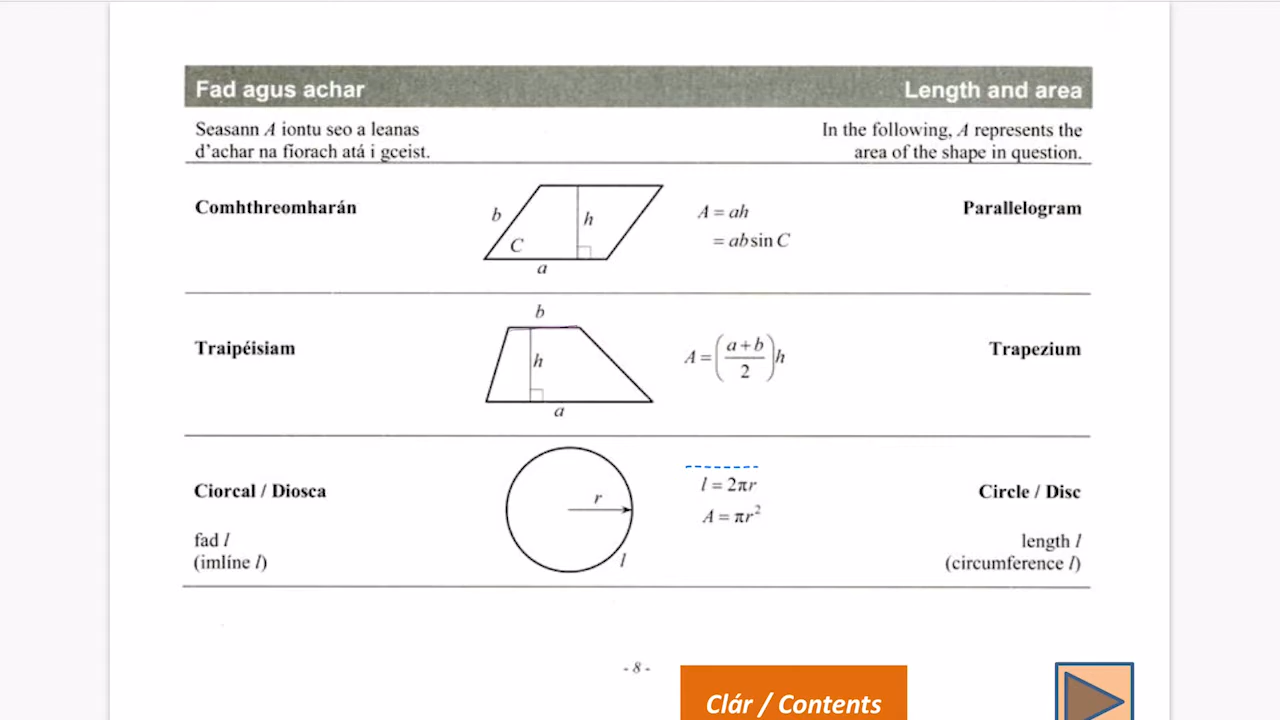 Fad agus achar
Length and area
Seasann A iontu seo a leanas
d'achar na fiorach atá i gceist.
In the following, A represents the
area of the shape in question.
Comhthreomharán
b
h
C
a
A = ah
= ab sin C
Parallelogram
Traipéisiam
b
h
a
A = (a + b / 2) h
Trapezium
Ciorcal / Diosca
fad l
(imlíne l)
r
l
l = 2πr
A = πr²
Circle / Disc
length l
(circumference l)
- 8 -
Clár / Contents